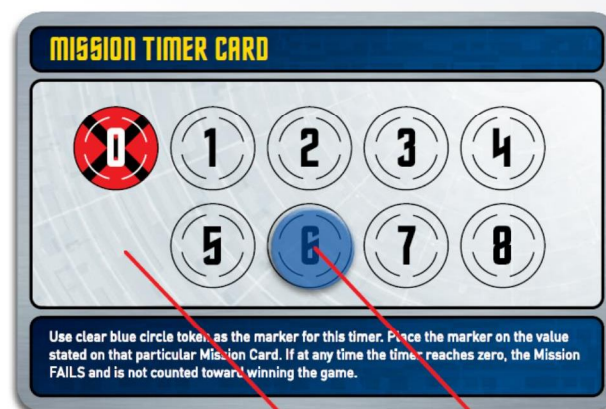 MISSION TIMER CARD
0 1 2 3 4
5 6 7 8
Use clear blue circle token as the marker for this timer. Place the marker on the value
stated on that particular Mission Card. If at any time the timer reaches zero, the Mission
FAILS and is not counted toward winning the game.